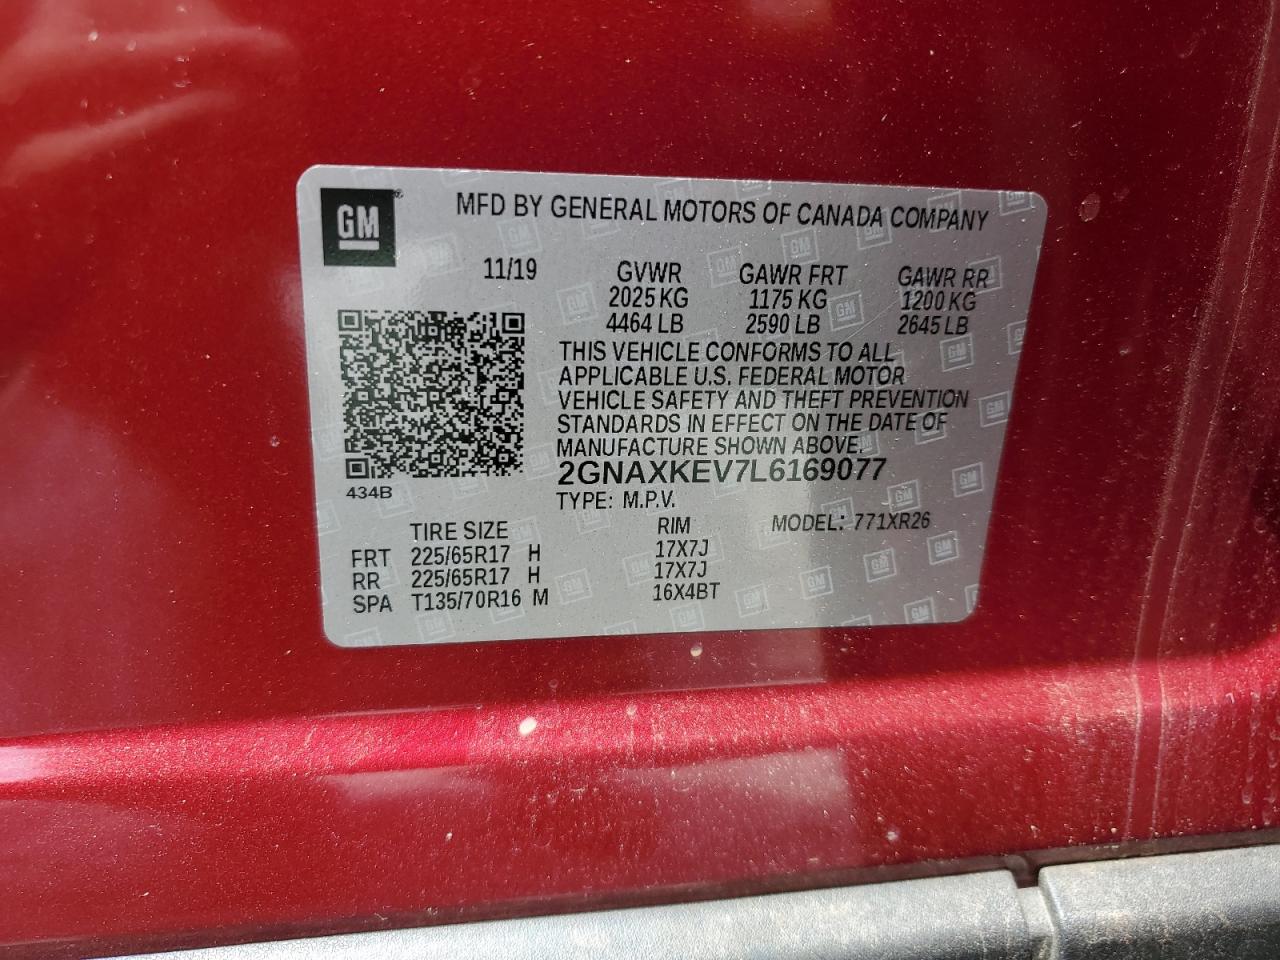 GM
MFD BY GENERAL MOTORS OF CANADA COMPANY
11/19 GVWR GAWR FRT GAWR RR
2025 KG 1175 KG 1200 KG
4464 LB 2590 LB 2645 LB
THIS VEHICLE CONFORMS TO ALL
APPLICABLE U.S. FEDERAL MOTOR
VEHICLE SAFETY AND THEFT PREVENTION
STANDARDS IN EFFECT ON THE DATE OF
MANUFACTURE SHOWN ABOVE.
2GNAXKEV7L6169077
434B
TYPE: M.P.V.
TIRE SIZE RIM MODEL: 771XR26
FRT 225/65R17 H 17X7J
RR 225/65R17 H 17X7J
SPA T135/70R16 M 16X4BT